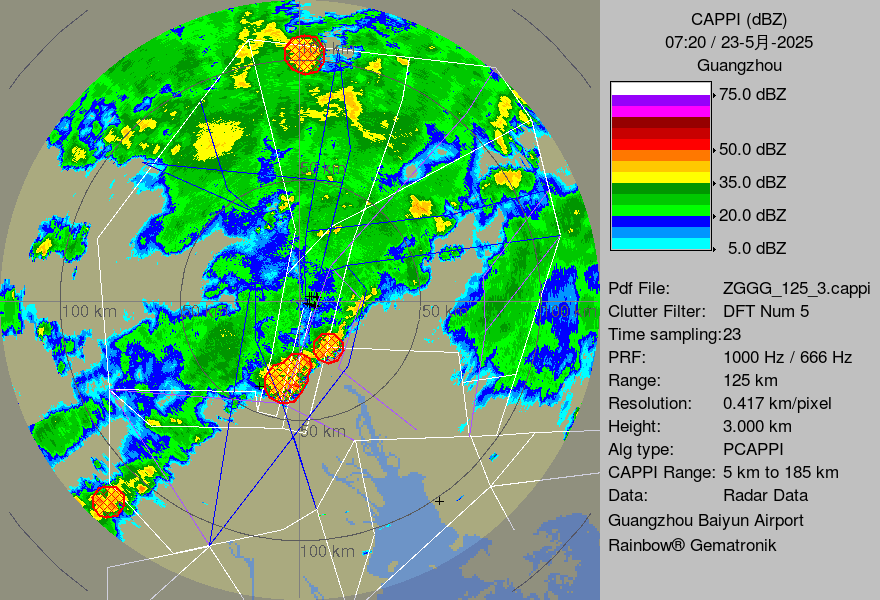 CAPPI (dBZ)
07:20 / 23-5月-2025
Guangzhou
75.0 dBZ
50.0 dBZ
35.0 dBZ
20.0 dBZ
5.0 dBZ
Pdf File: ZGGG_125_3.cappi
Clutter Filter: DFT Num 5
Time sampling:23
PRF: 1000 Hz / 666 Hz
Range: 125 km
Resolution: 0.417 km/pixel
Height: 3.000 km
Alg type: PCAPPI
CAPPI Range: 5 km to 185 km
Data: Radar Data
Guangzhou Baiyun Airport
Rainbow® Gematronik
100 km
50 km
100 km
50 km
50 km
100 km
50 km
100 km